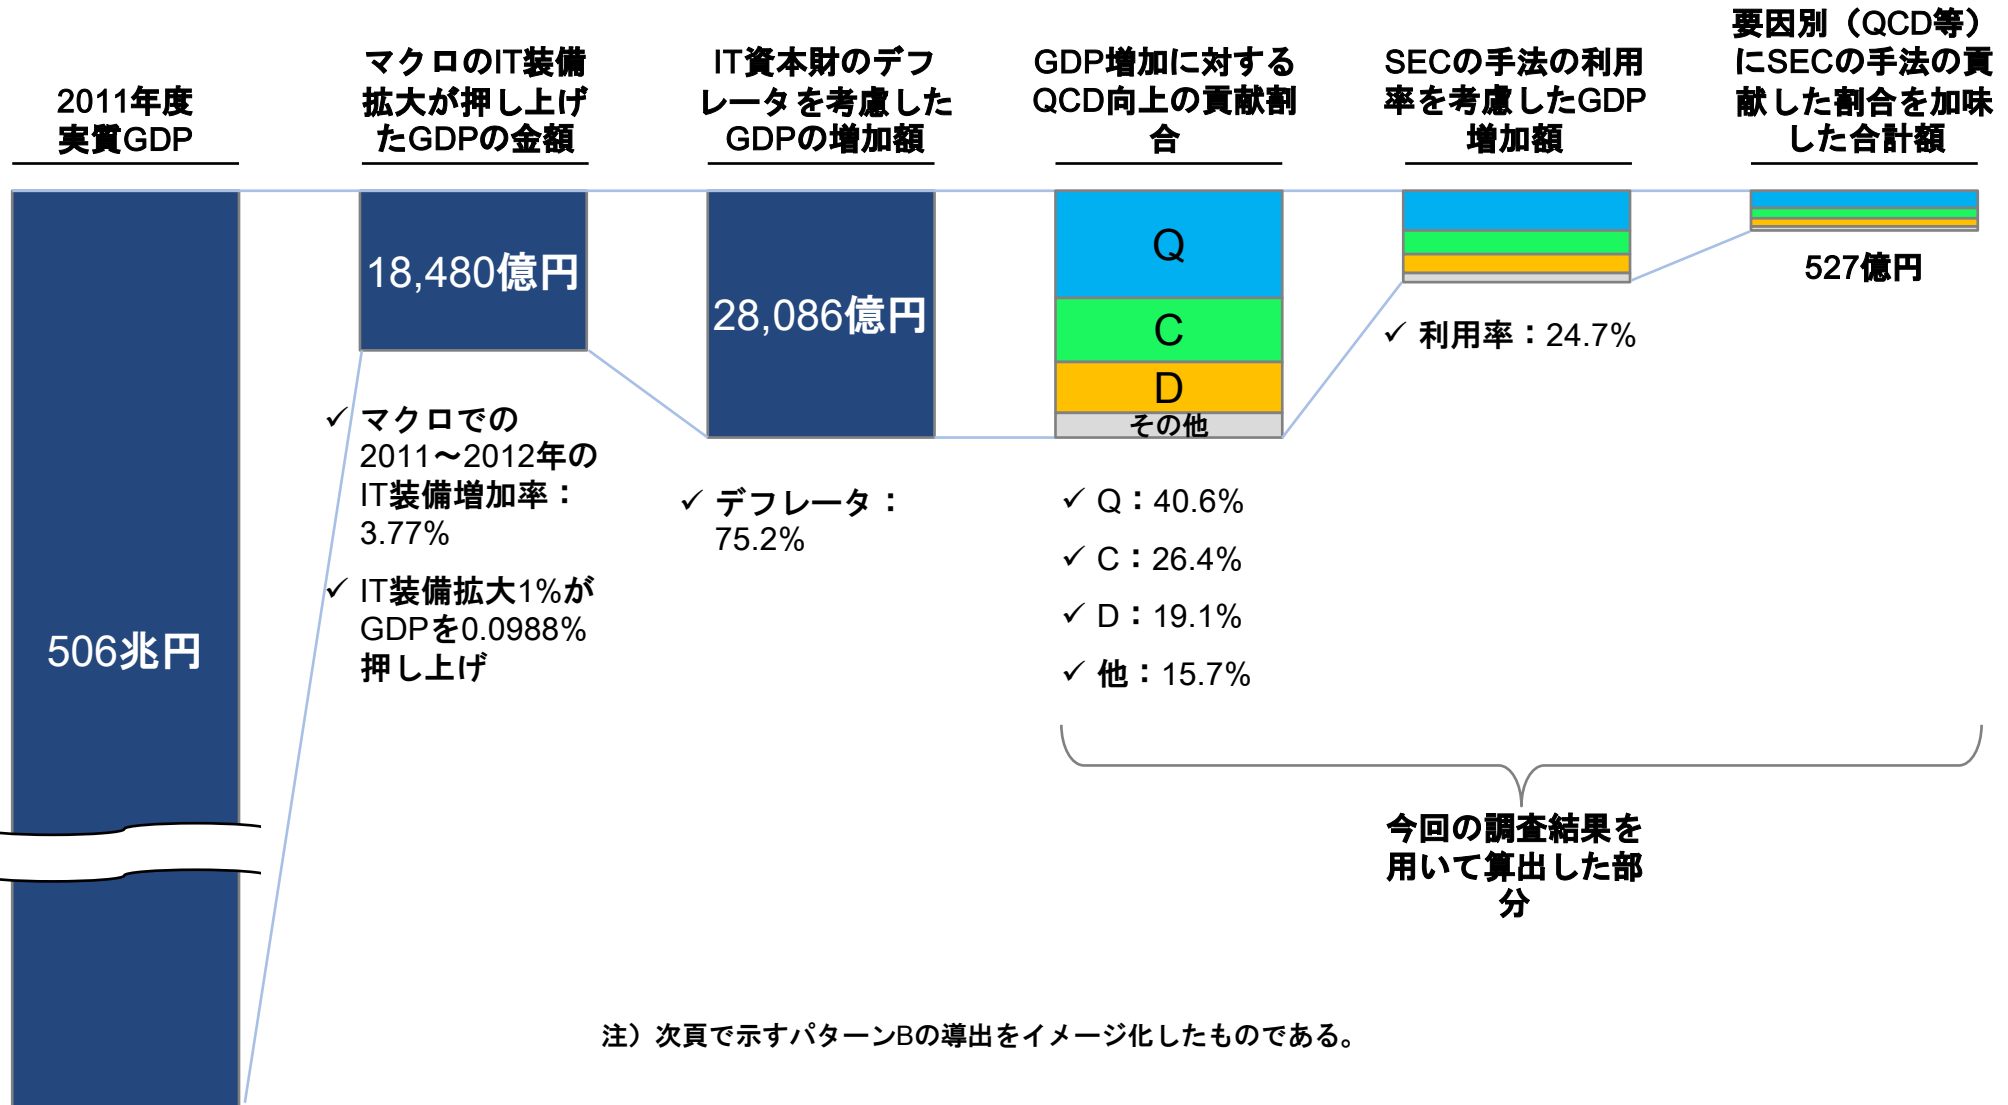 2011年度
実質GDP
マクロのIT装備
拡大が押し上げ
たGDPの金額
IT資本財のデフ
レータを考慮した
GDPの増加額
GDP増加に対する
QCD向上の貢献割
合
SECの手法の利用
率を考慮したGDP
増加額
要因別（QCD等）
にSECの手法の貢
献した割合を加味
した合計額
506兆円
18,480億円
✓ マクロでの
2011～2012年の
IT装備増加率：
3.77%
✓ IT装備拡大1%が
GDPを0.0988%
押し上げ
28,086億円
✓ デフレータ：
75.2%
Q
C
D
その他
✓ Q：40.6%
✓ C：26.4%
✓ D：19.1%
✓ 他：15.7%
✓ 利用率：24.7%
527億円
今回の調査結果を
用いて算出した部
分
注）次頁で示すパターンBの導出をイメージ化したものである。